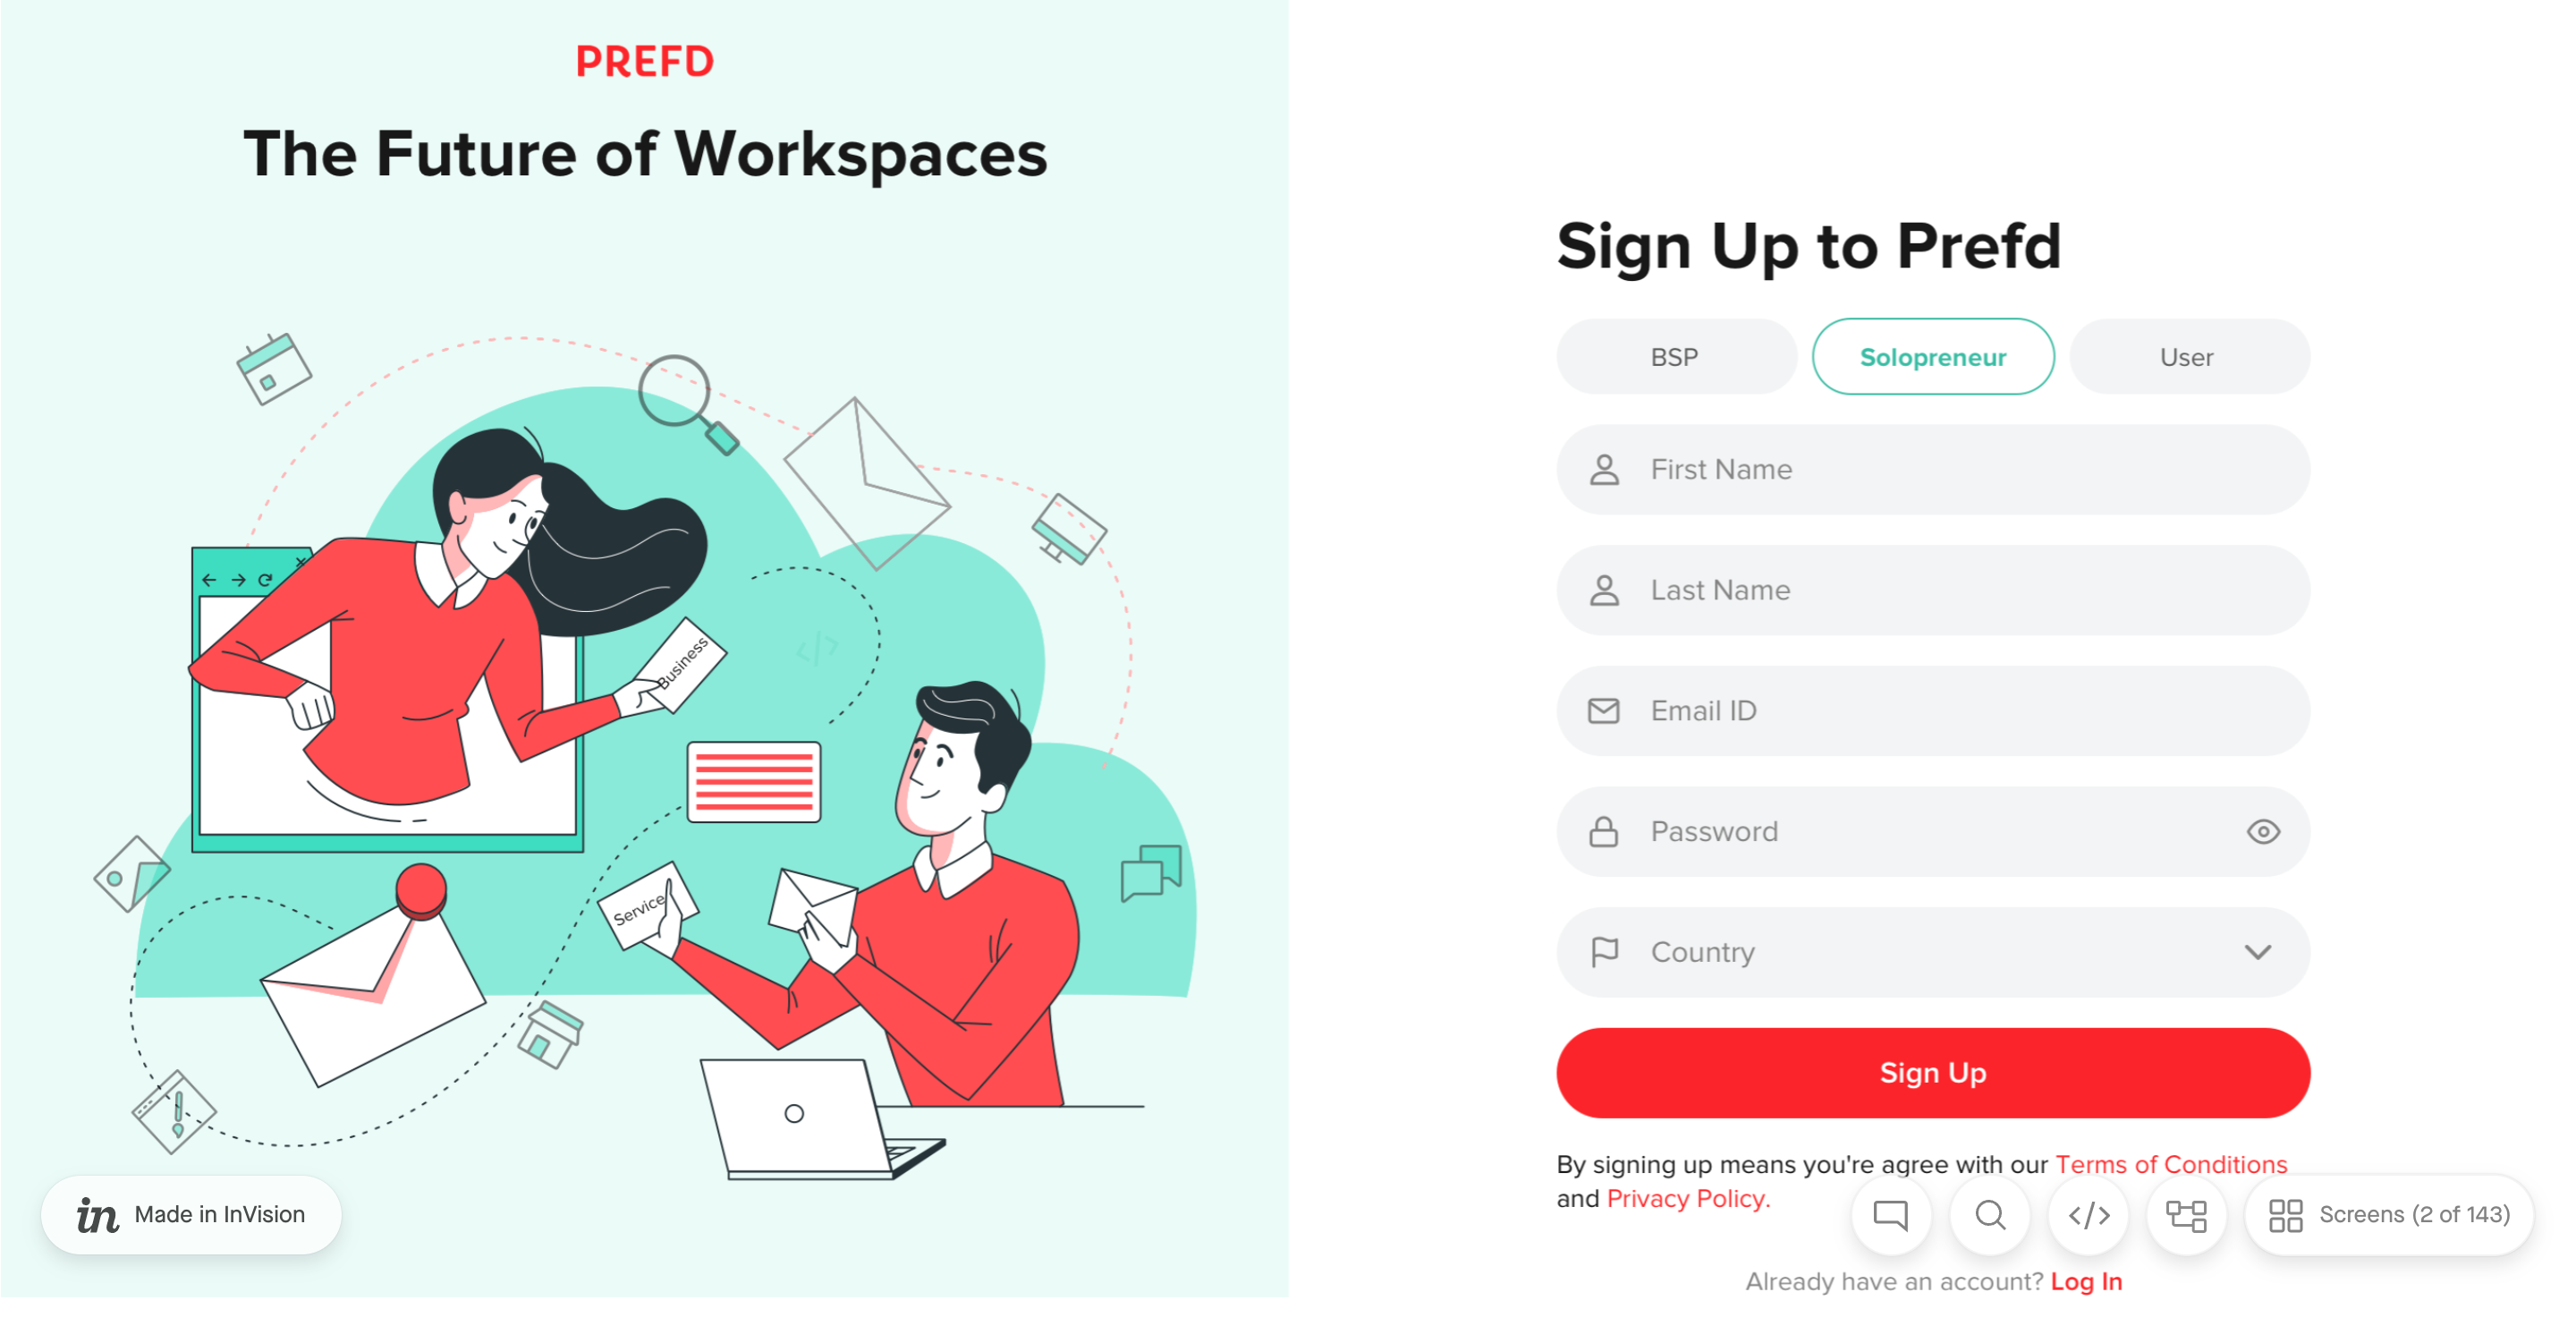 PREFD
The Future of Workspaces
Business
Service
in Made in InVision
Sign Up to Prefd
BSP
Solopreneur
User
First Name
Last Name
Email ID
Password
Country
Sign Up
By signing up means you're agree with our Terms of Conditions
and Privacy Policy.
</>
Screens (2 of 143)
Already have an account? Log In